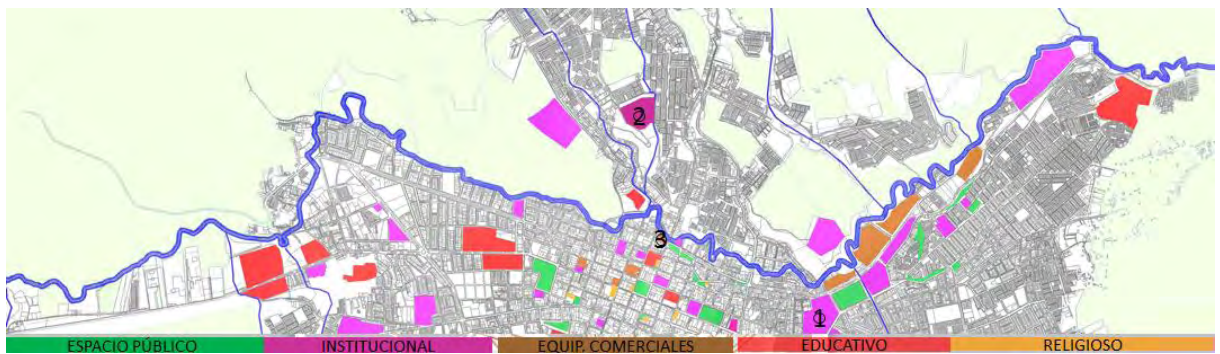 2
3
1
ESPACIO PÚBLICO INSTITUCIONAL EQUIP. COMERCIALES EDUCATIVO RELIGIOSO